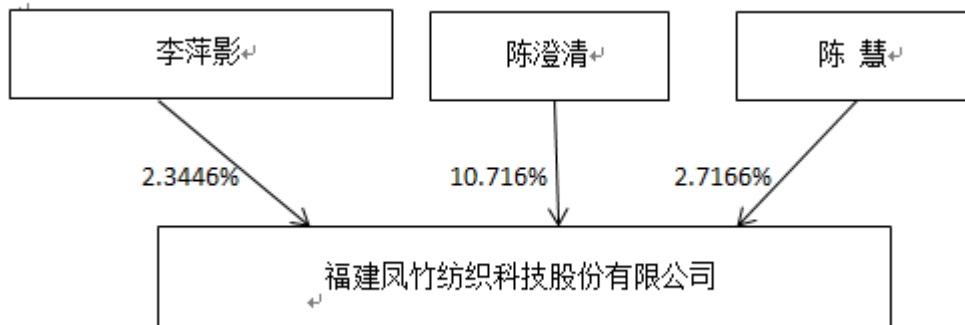 李萍影
陈澄清
陈 慧
2.3446%
10.716%
2.7166%
福建凤竹纺织科技股份有限公司